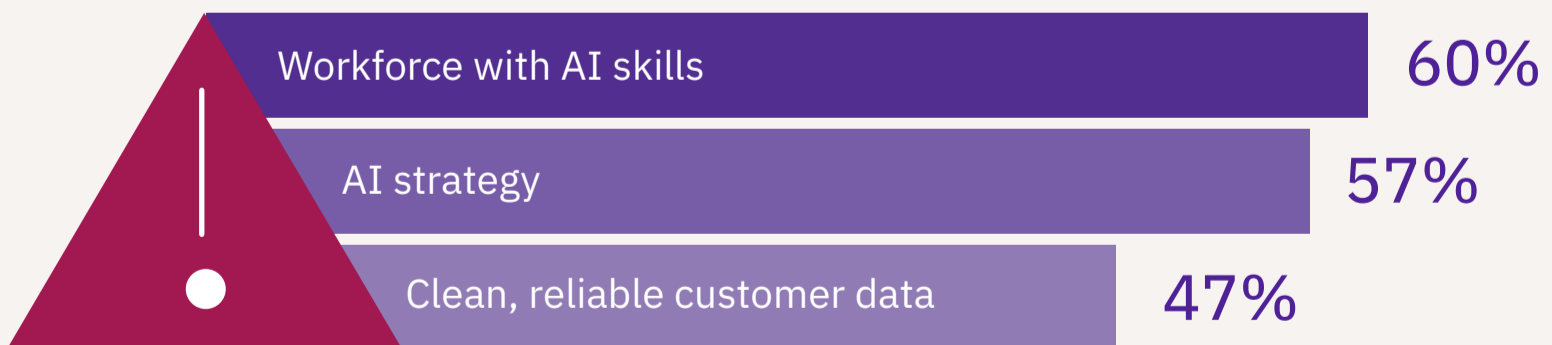 Workforce with AI skills 60%
AI strategy 57%
Clean, reliable customer data 47%